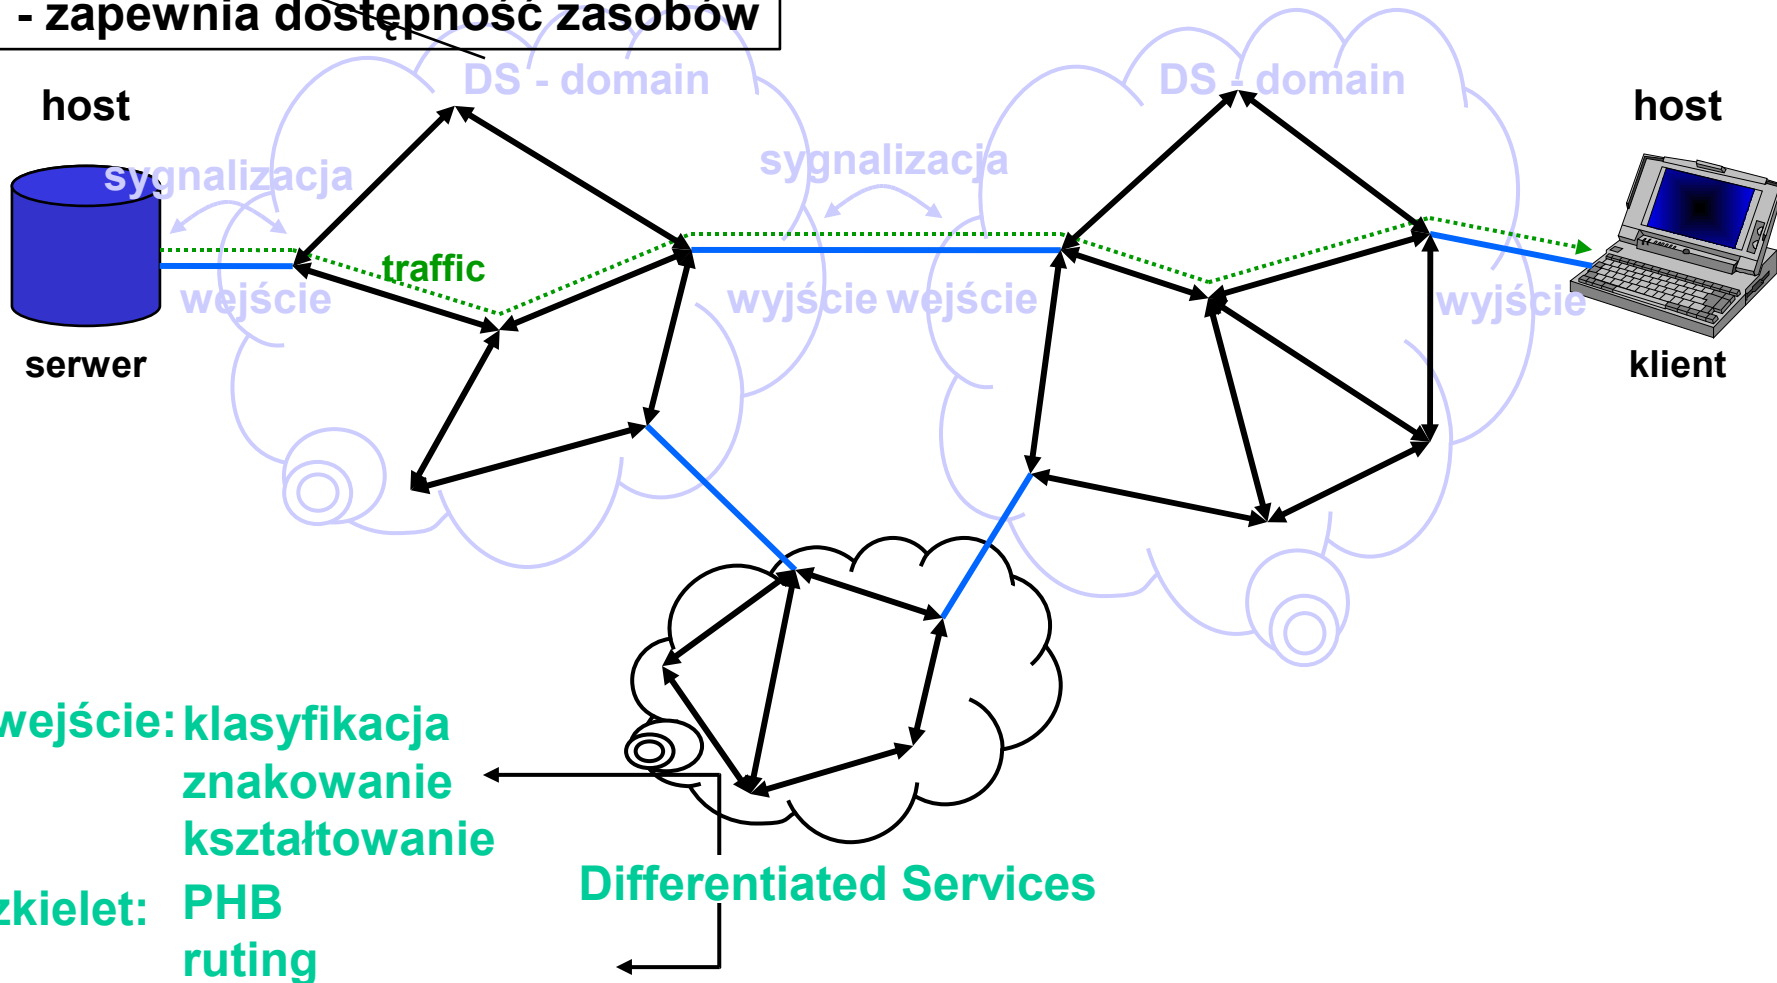 - zapewnia dostępność zasobów
DS - domain
DS - domain
host
host
sygnalizacja
sygnalizacja
traffic
wejście
wyjście
wejście
wyjście
serwer
klient
wejście: klasyfikacja
znakowanie
kształtowanie
Differentiated Services
zkielet: PHB
ruting